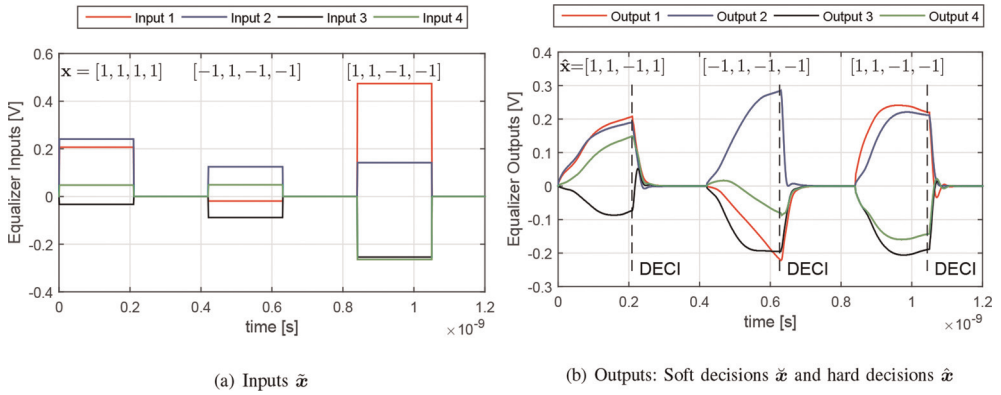 Input 1 Input 2 Input 3 Input 4
0.6
0.4
0.2
0
-0.2
-0.4
Equalizer Inputs [V]
x = [1, 1, 1, 1] [−1, 1, −1, −1] [1, 1, −1, −1]
0 0.2 0.4 0.6 0.8 1 1.2
time [s] × 10⁻⁹
(a) Inputs x̃
Output 1 Output 2 Output 3 Output 4
0.4
0.3
0.2
0.1
0
-0.1
-0.2
-0.3
Equalizer Outputs [V]
x̂=[1, 1, −1, 1] [−1, 1, −1, −1] [1, 1, −1, −1]
DECI DECI DECI
0 0.2 0.4 0.6 0.8 1 1.2
time [s] × 10⁻⁹
(b) Outputs: Soft decisions x̆ and hard decisions x̂